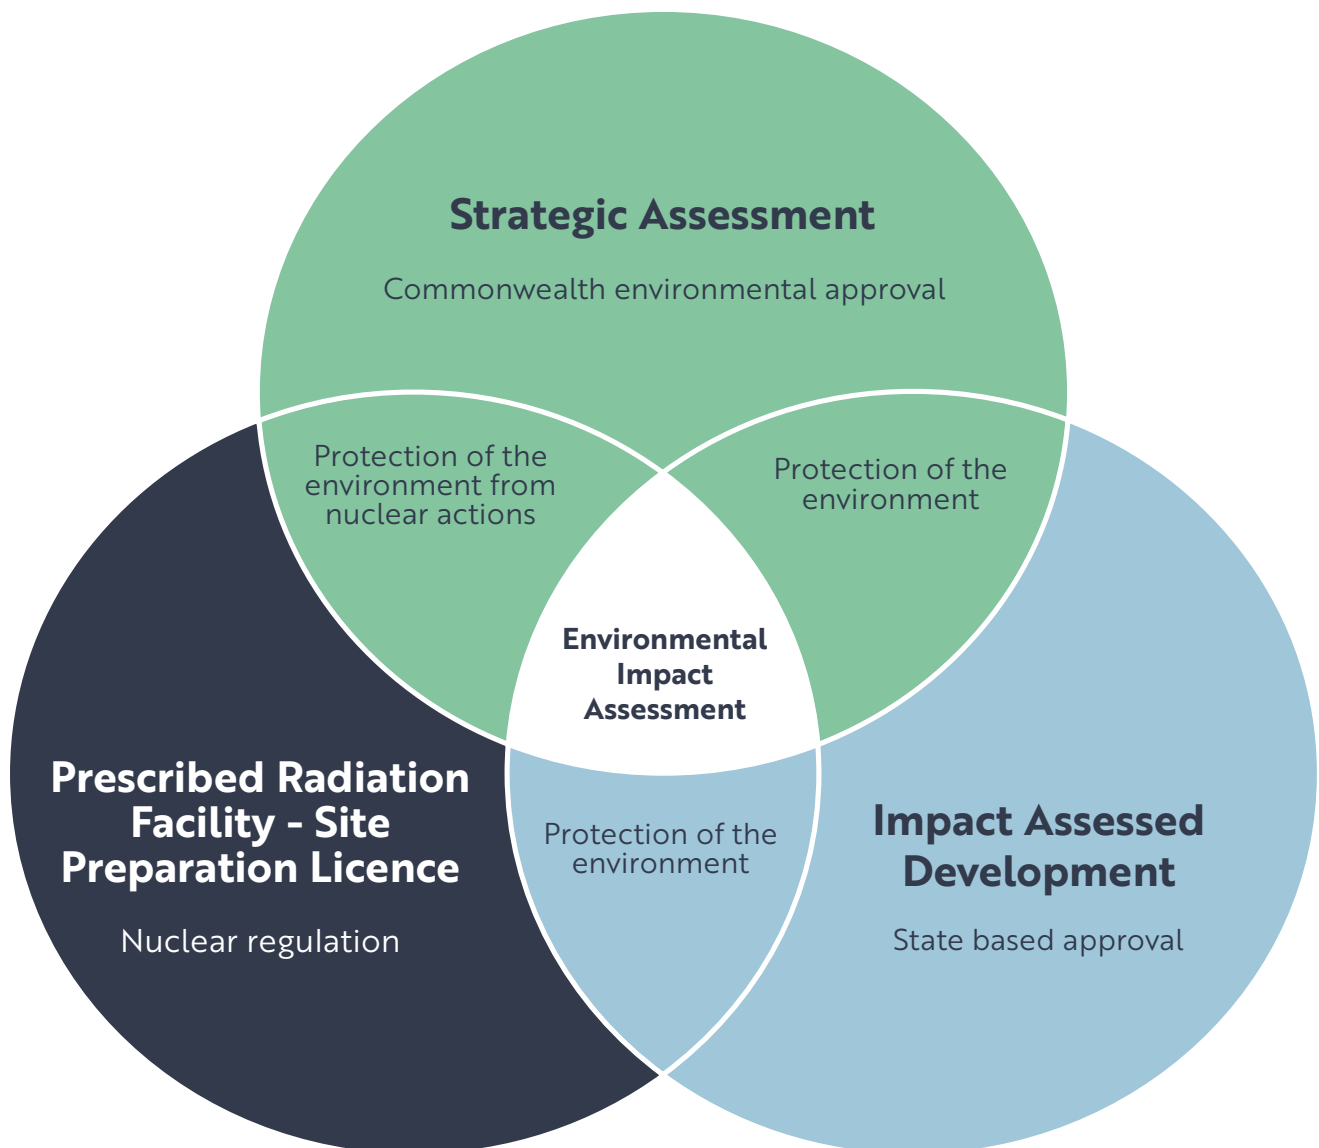 Strategic Assessment
Commonwealth environmental approval
Protection of the
environment from
nuclear actions
Protection of the
environment
Environmental
Impact
Assessment
Prescribed Radiation
Facility - Site
Preparation Licence
Nuclear regulation
Protection of the
environment
Impact Assessed
Development
State based approval